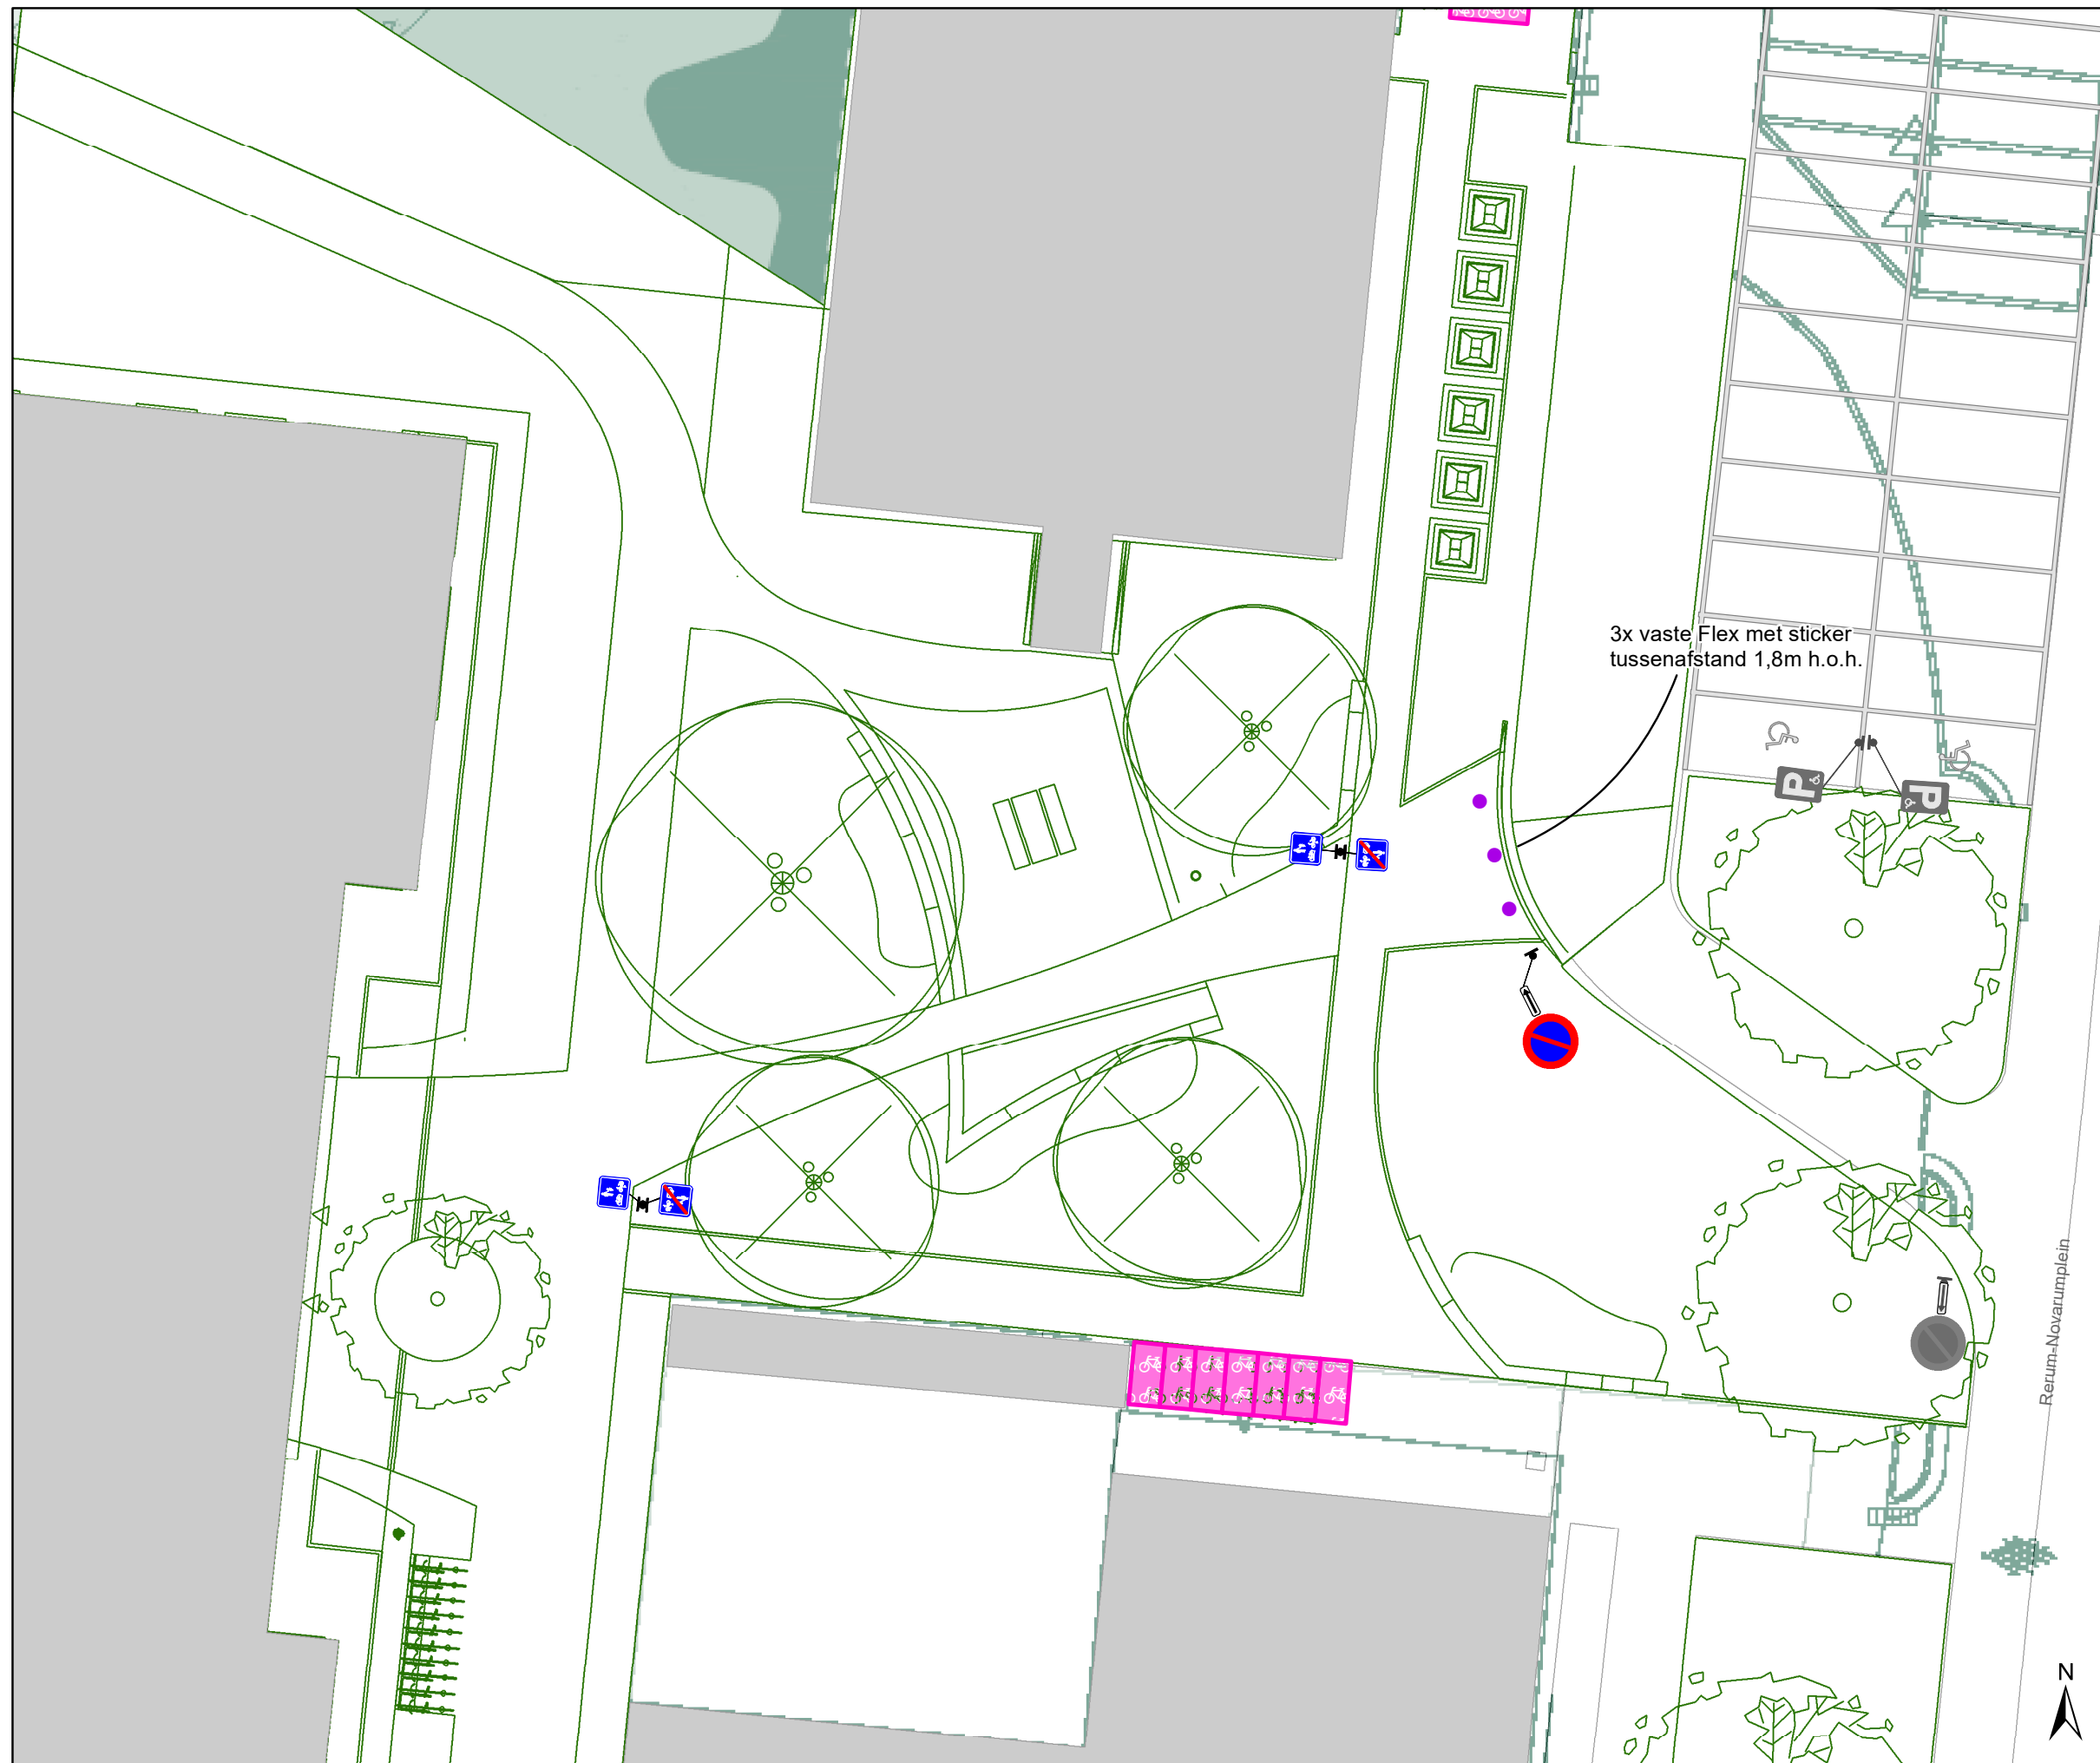 3x vaste Flex met sticker
tussenafstand 1,8m h.o.h.
P
P
Rerum-Novarumplein
N